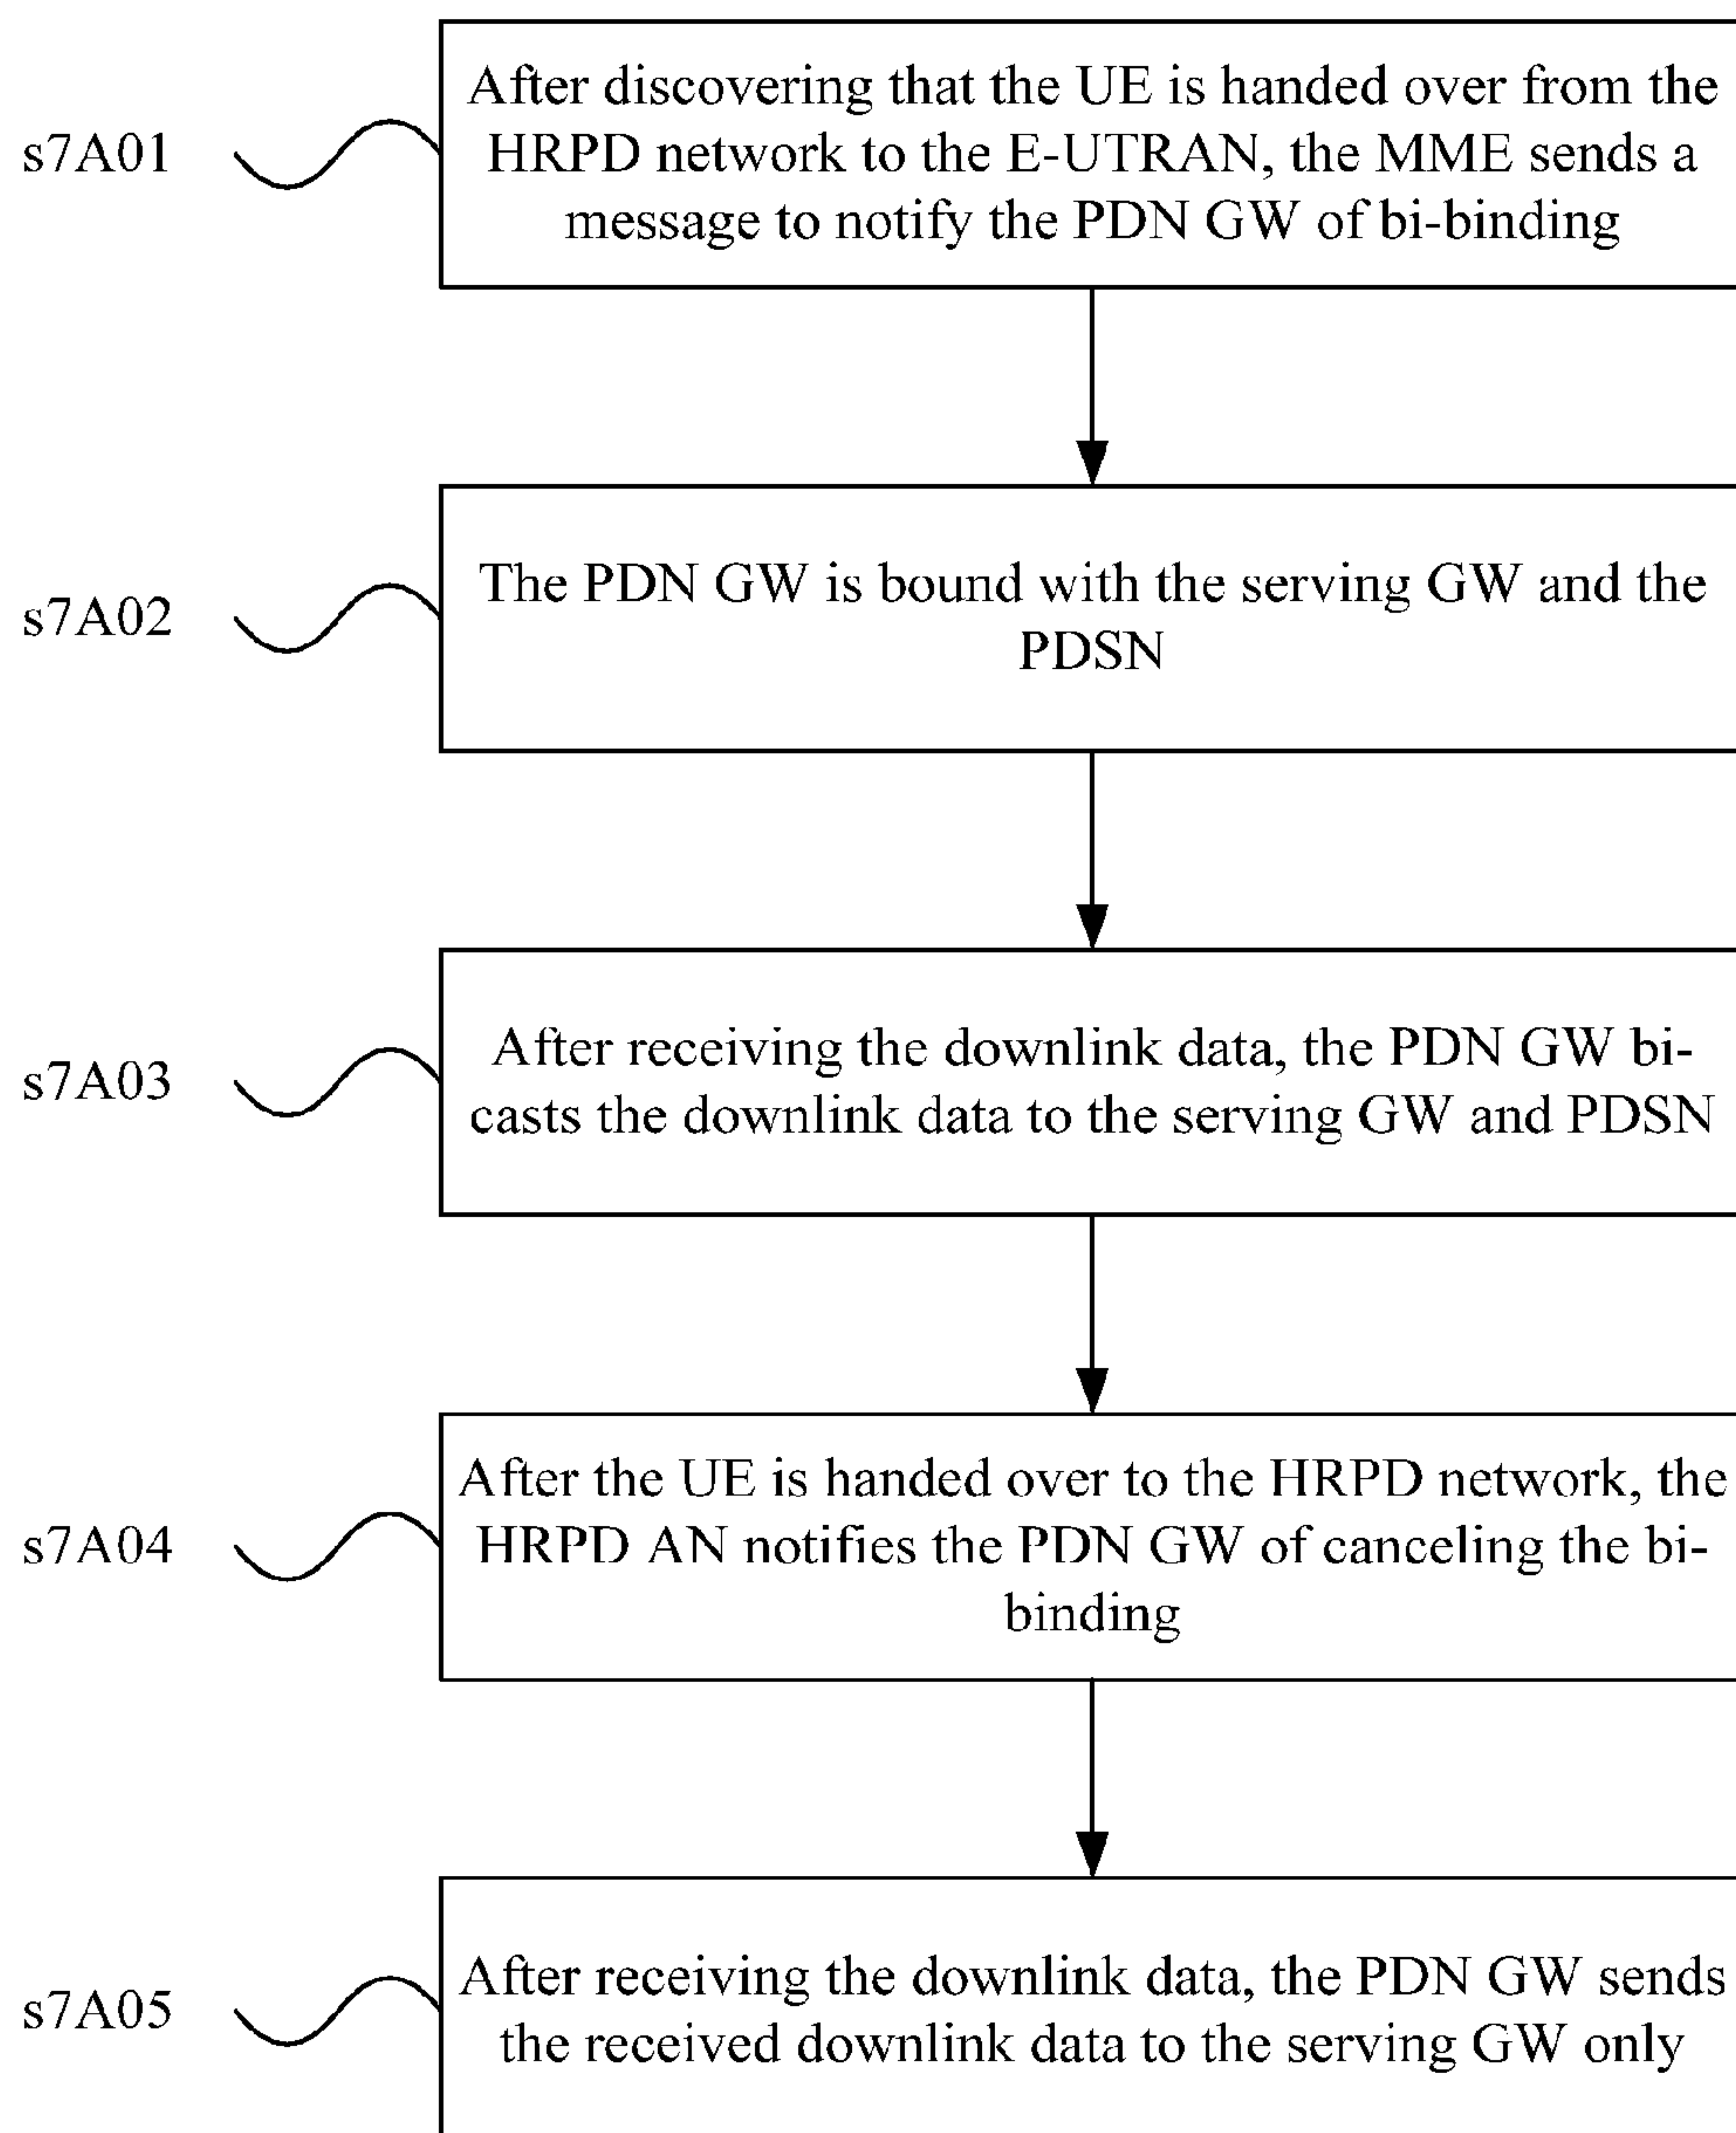 s7A01
After discovering that the UE is handed over from the
HRPD network to the E-UTRAN, the MME sends a
message to notify the PDN GW of bi-binding
s7A02
The PDN GW is bound with the serving GW and the
PDSN
s7A03
After receiving the downlink data, the PDN GW bi-
casts the downlink data to the serving GW and PDSN
s7A04
After the UE is handed over to the HRPD network, the
HRPD AN notifies the PDN GW of canceling the bi-
binding
s7A05
After receiving the downlink data, the PDN GW sends
the received downlink data to the serving GW only